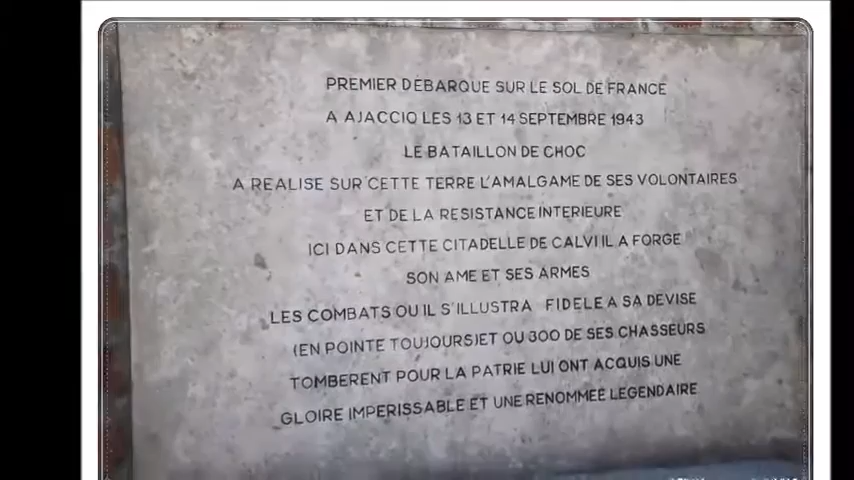 PREMIER DEBARQUE SUR LE SOL DE FRANCE
A AJACCIO LES 13 ET 14 SEPTEMBRE 1943
LE BATAILLON DE CHOC
A REALISE SUR CETTE TERRE L'AMALGAME DE SES VOLONTAIRES
ET DE LA RESISTANCE INTERIEURE
ICI DANS CETTE CITADELLE DE CALVI IL A FORGE
SON AME ET SES ARMES
LES COMBATS OU IL S'ILLUSTRA FIDELE A SA DEVISE
(EN POINTE TOUJOURS) ET OU 300 DE SES CHASSEURS
TOMBERENT POUR LA PATRIE LUI ONT ACQUIS UNE
GLOIRE IMPERISSABLE ET UNE RENOMMEE LEGENDAIRE